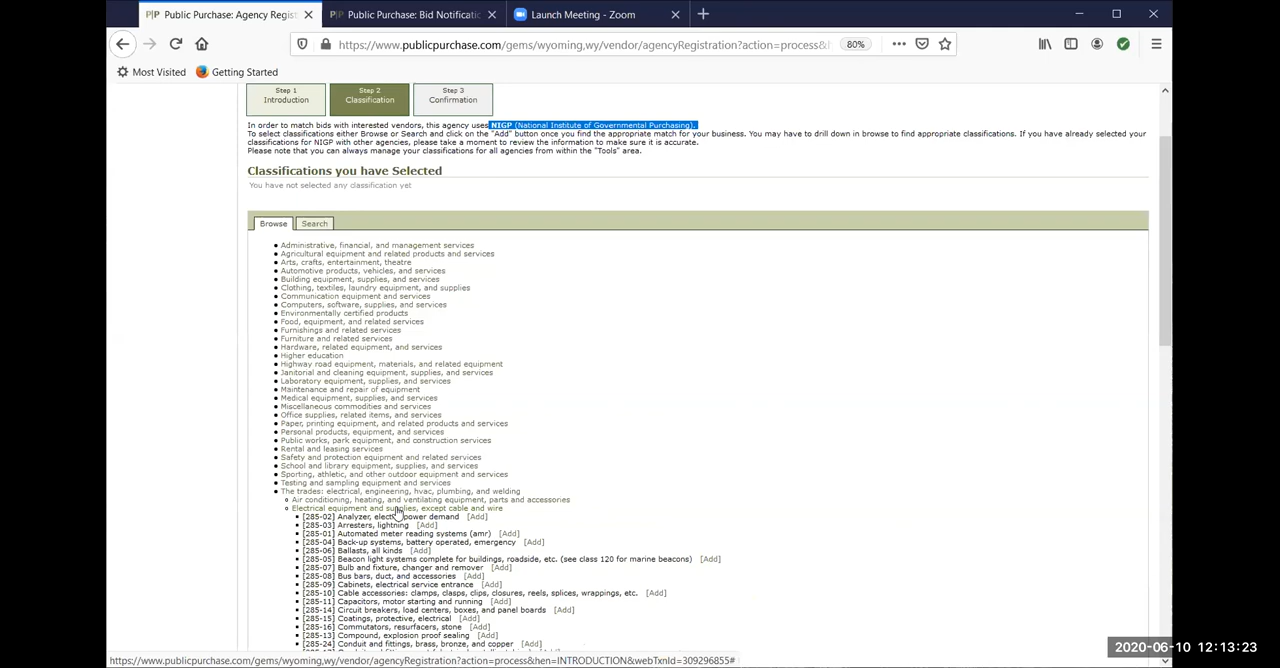 Public Purchase: Agency Regist
Public Purchase: Bid Notificatio
Launch Meeting - Zoom
https://www.publicpurchase.com/gems/wyoming,wy/vendor/agencyRegistration?action=process&h
80%
Most Visited
Getting Started
Step 1
Introduction
Step 2
Classification
Step 3
Confirmation
In order to match bids with interested vendors, this agency uses NIGP (National Institute of Governmental Purchasing).
To select classifications either Browse or Search and click on the "Add" button once you find the appropriate match for your business. You may have to drill down in browse to find appropriate classifications. If you have already selected your
classifications for NIGP with other agencies, please take a moment to review the information to make sure it is accurate.
Please note that you can always manage your classifications for all agencies from within the "Tools" area.
Classifications you have Selected
You have not selected any classification yet
Browse
Search
Administrative, financial, and management services
Agricultural equipment and related products and services
Arts, crafts, entertainment, theatre
Automotive products, vehicles, and services
Building equipment, supplies, and services
Clothing, textiles, laundry equipment, and supplies
Communication equipment and services
Computers, software, supplies, and services
Environmentally certified products
Food, equipment, and related services
Furnishings and related services
Furniture and related services
Hardware, related equipment, and services
Higher education
Highway road equipment, materials, and related equipment
Janitorial and cleaning equipment, supplies, and services
Laboratory equipment, supplies, and services
Maintenance and repair of equipment
Medical equipment, supplies, and services
Miscellaneous commodities and services
Office supplies, related items, and services
Paper, printing equipment, and related products and services
Personal products, equipment, and services
Public works, park equipment, and construction services
Rental and leasing services
Safety and protection equipment and related services
School and library equipment, supplies, and services
Sporting, athletic, and other outdoor equipment and services
Testing and sampling equipment and services
The trades: electrical, engineering, hvac, plumbing, and welding
Air conditioning, heating, and ventilating equipment, parts and accessories
Electrical equipment and supplies, except cable and wire
[285-02] Analyzer, electric power demand [Add]
[285-03] Arresters, lightning [Add]
[285-01] Automated meter reading systems (amr) [Add]
[285-04] Back-up systems, battery operated, emergency [Add]
[285-06] Ballasts, all kinds [Add]
[285-05] Beacon light systems complete for buildings, roadside, etc. (see class 120 for marine beacons) [Add]
[285-07] Bulb and fixture, changer and remover [Add]
[285-08] Bus bars, duct, and accessories [Add]
[285-09] Cabinets, electrical service entrance [Add]
[285-10] Cable accessories: clamps, clasps, clips, closures, reels, splices, wrappings, etc. [Add]
[285-11] Capacitors, motor starting and running [Add]
[285-14] Circuit breakers, load centers, boxes, and panel boards [Add]
[285-15] Coatings, protective, electrical [Add]
[285-16] Commutators, resurfacers, stone [Add]
[285-13] Compound, explosion proof sealing [Add]
[285-24] Conduit and fittings, brass, bronze, and copper [Add]
https://www.publicpurchase.com/gems/wyoming,wy/vendor/agencyRegistration?action=process&hen=INTRODUCTION&webTxnId=309296855#
2020-06-10 12:13:23